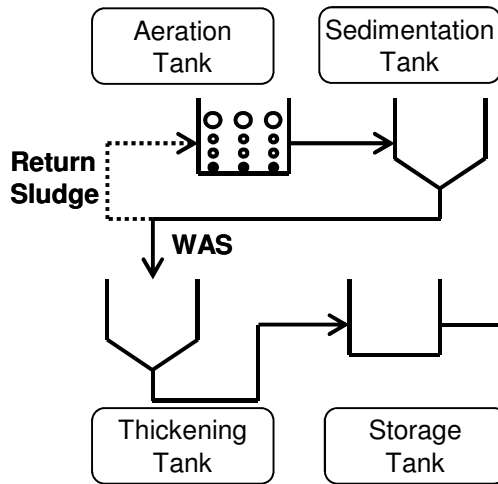 Aeration
Tank
Sedimentation
Tank
Return
Sludge
WAS
Thickening
Tank
Storage
Tank